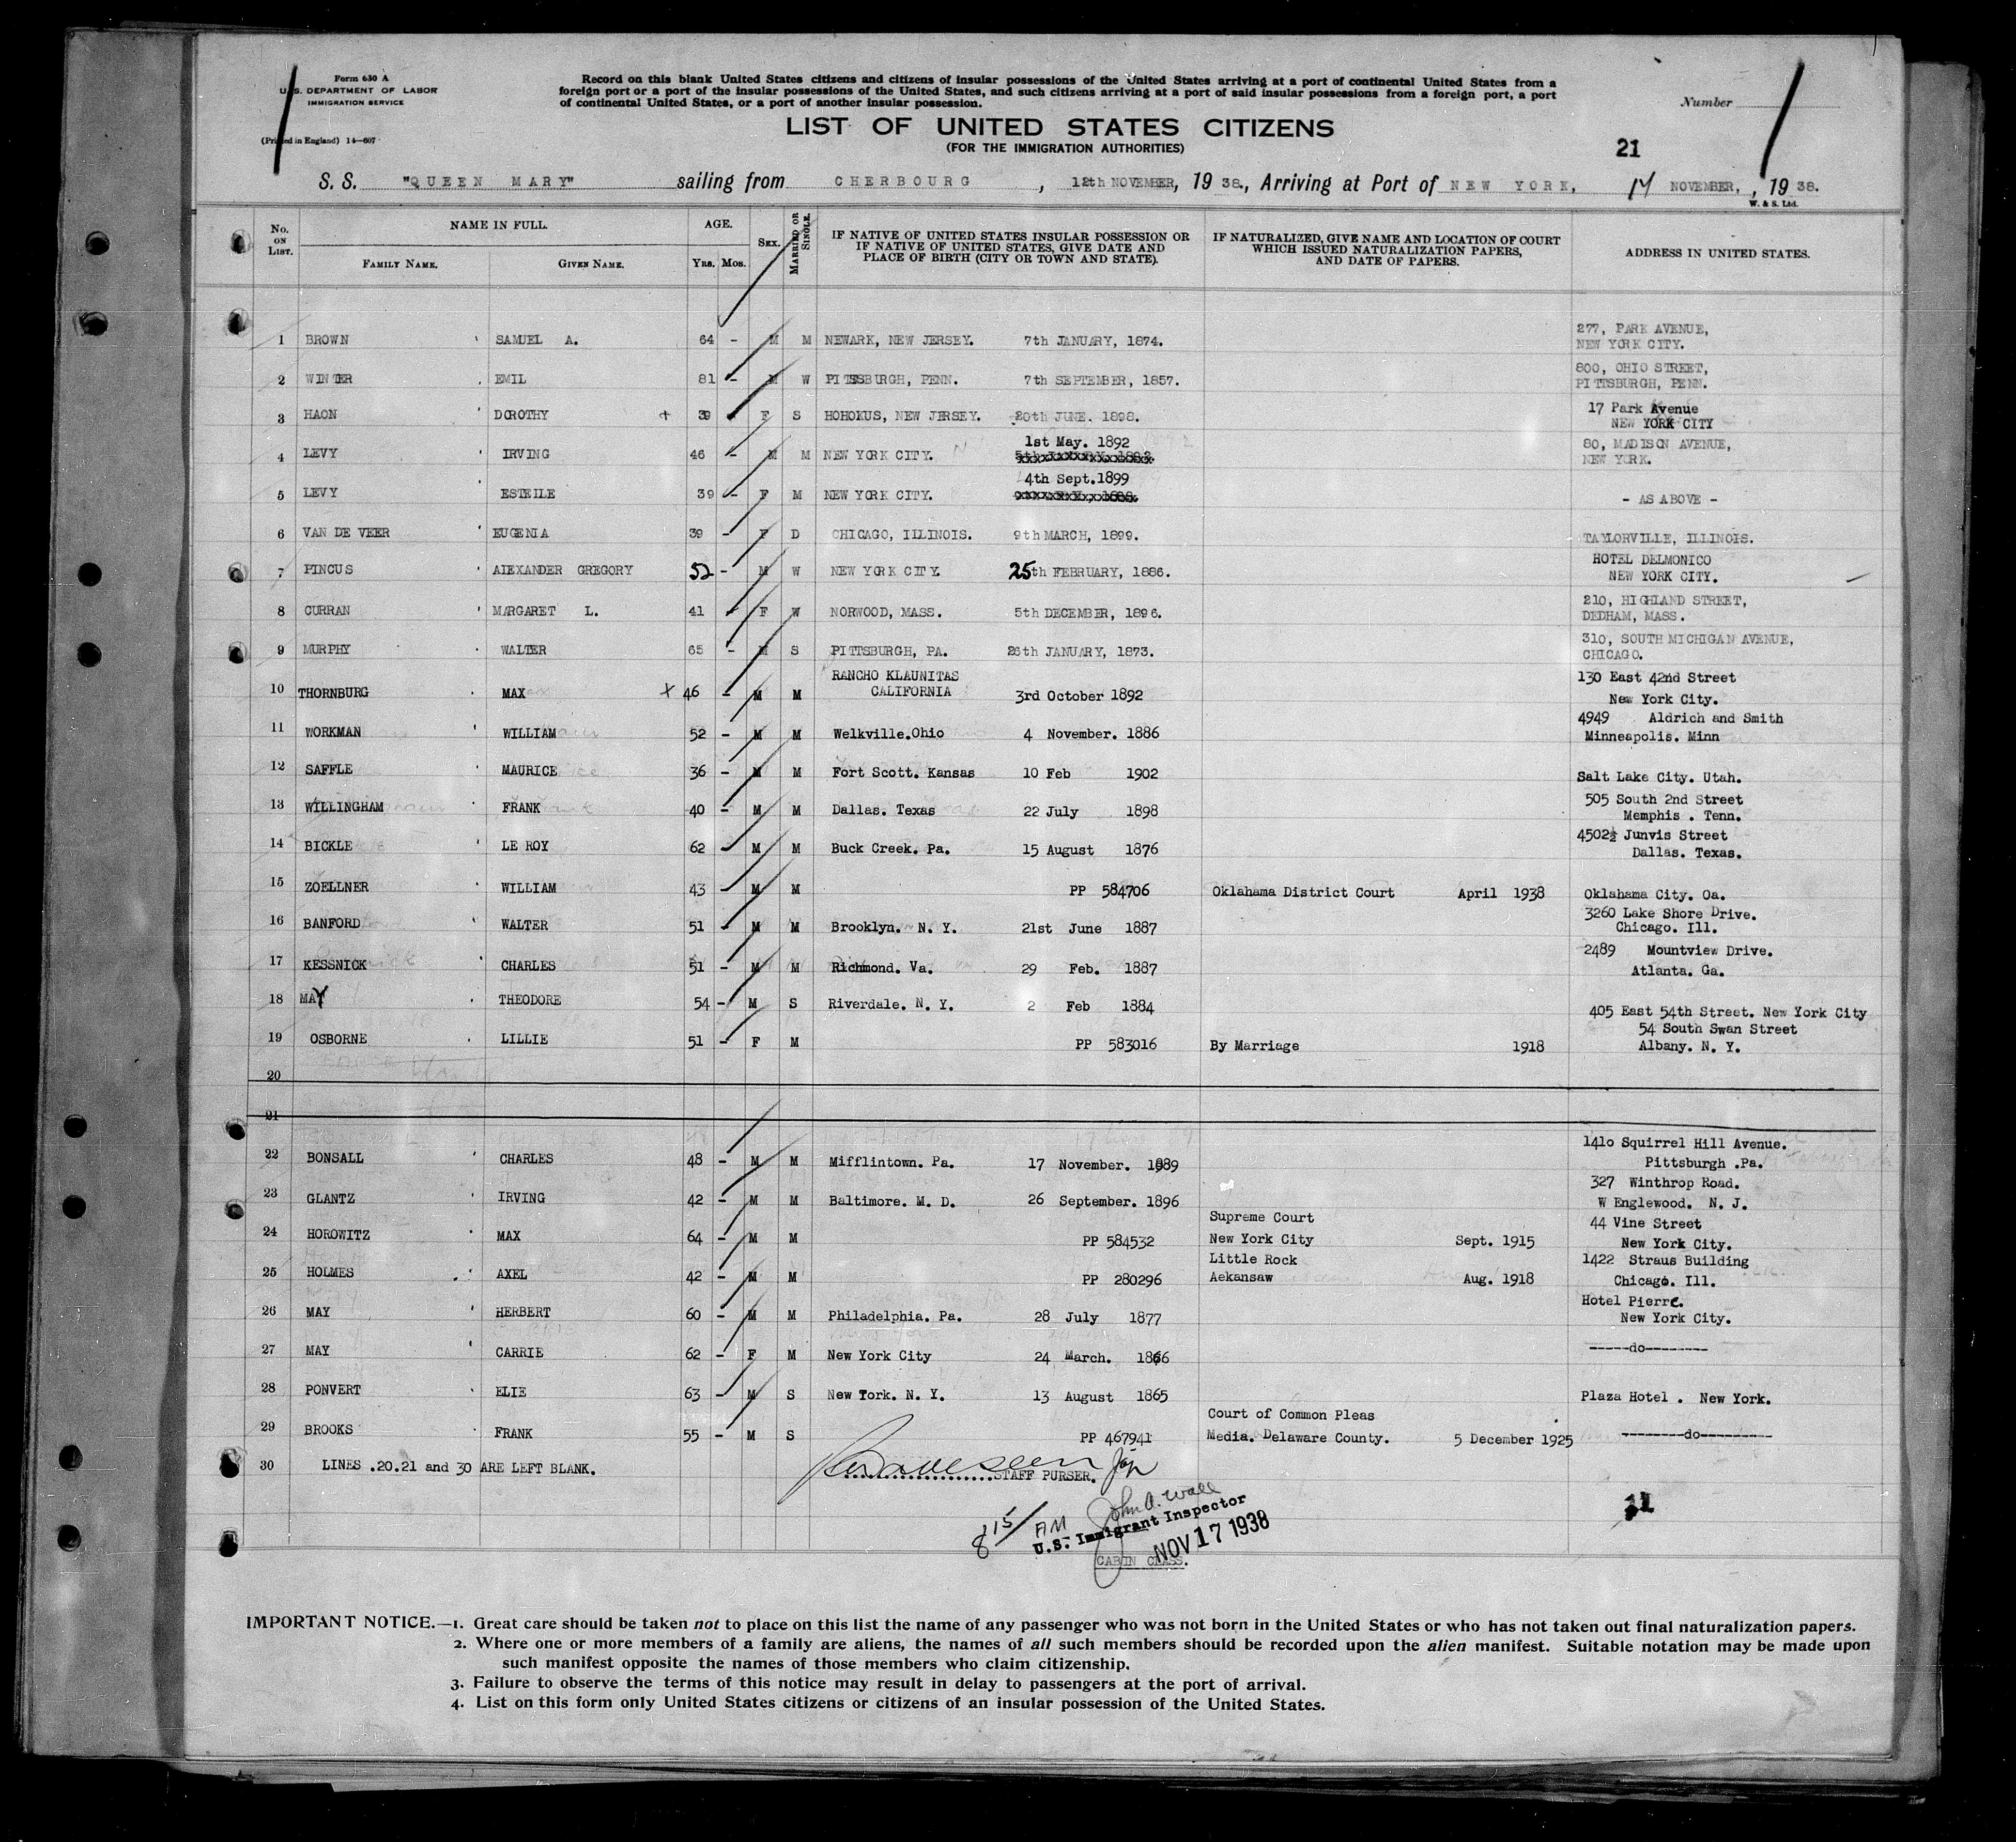 Form 630 A
U.S. DEPARTMENT OF LABOR
IMMIGRATION SERVICE
(Printed in England) 14—607
Record on this blank United States citizens and citizens of insular possessions of the United States arriving at a port of continental United States from a
foreign port or a port of the insular possessions of the United States, and such citizens arriving at a port of said insular possessions from a foreign port, a port
of continental United States, or a port of another insular possession.
Number
LIST OF UNITED STATES CITIZENS
(FOR THE IMMIGRATION AUTHORITIES)
21
S. S. "QUEEN MARY" sailing from CHERBOURG, 12th NOVEMBER, 1938., Arriving at Port of NEW YORK, 17 NOVEMBER, , 1938.
W. & S. Ltd.
No. ON LIST. NAME IN FULL. FAMILY NAME. GIVEN NAME. AGE. YRS. MOS. SEX. MARRIED OR SINGLE. IF NATIVE OF UNITED STATES INSULAR POSSESSION OR IF NATIVE OF UNITED STATES, GIVE DATE AND PLACE OF BIRTH (CITY OR TOWN AND STATE). IF NATURALIZED, GIVE NAME AND LOCATION OF COURT WHICH ISSUED NATURALIZATION PAPERS, AND DATE OF PAPERS. ADDRESS IN UNITED STATES.
1 BROWN SAMUEL A. 64 - M M NEWARK, NEW JERSEY. 7th JANUARY, 1874. 277, PARK AVENUE, NEW YORK CITY.
2 WINTER EMIL 81 - M W PITTSBURGH, PENN. 7th SEPTEMBER, 1857. 800, OHIO STREET, PITTSBURGH, PENN.
3 HAON DOROTHY + 39 - F S HOHOKUS, NEW JERSEY. 20th JUNE. 1898. 17 Park Avenue NEW YORK CITY
4 LEVY IRVING 46 - M M NEW YORK CITY. 1st May. 1892 80, MADISON AVENUE, NEW YORK.
5 LEVY ESTELLE 39 - F M NEW YORK CITY. 4th Sept.1899 - AS ABOVE -
6 VAN DE VEER EUGENIA 39 - F D CHICAGO, ILLINOIS. 9th MARCH, 1899. TAYLORVILLE, ILLINOIS.
7 PINCUS ALEXANDER GREGORY 52 - M W NEW YORK CITY. 25th FEBRUARY, 1886. HOTEL DELMONICO NEW YORK CITY.
8 CURRAN MARGARET L. 41 - F W NORWOOD, MASS. 5th DECEMBER, 1896. 210, HIGHLAND STREET, DEDHAM, MASS.
9 MURPHY WALTER 65 - M S PITTSBURGH, PA. 26th JANUARY, 1873. 310, SOUTH MICHIGAN AVENUE, CHICAGO.
10 THORNBURG MAX X 46 - M M RANCHO KLAUNITAS CALIFORNIA 3rd October 1892 130 East 42nd Street New York City.
11 WORKMAN WILLIAM 52 - M M Welkville.Ohio 4 November. 1886 4949 Aldrich and Smith Minneapolis. Minn
12 SAFFLE MAURICE 36 - M M Fort Scott. Kansas 10 Feb 1902 Salt Lake City. Utah.
13 WILLINGHAM FRANK 40 - M M Dallas. Texas 22 July 1898 505 South 2nd Street Memphis . Tenn.
14 BICKLE LE ROY 62 - M M Buck Creek. Pa. 15 August 1876 4502½ Junvis Street Dallas. Texas.
15 ZOELLNER WILLIAM 43 - M M PP 584706 Oklahoma District Court April 1938 Oklahoma City. Oa.
16 BANFORD WALTER 51 - M M Brooklyn. N. Y. 21st June 1887 3260 Lake Shore Drive. Chicago. Ill.
17 KESSNICK CHARLES 51 - M M Richmond. Va. 29 Feb. 1887 2489 Mountview Drive. Atlanta. Ga.
18 MAY THEODORE 54 - M S Riverdale. N. Y. 2 Feb 1884 405 East 54th Street. New York City
19 OSBORNE LILLIE 51 - F M PP 583016 By Marriage 1918 54 South Swan Street Albany. N. Y.
20
21
22 BONSALL CHARLES 48 - M M Mifflintown. Pa. 17 November. 1889 1410 Squirrel Hill Avenue. Pittsburgh .Pa.
23 GLANTZ IRVING 42 - M M Baltimore. M. D. 26 September. 1896 327 Winthrop Road. W Englewood. N. J.
24 HOROWITZ MAX 64 - M M PP 584532 Supreme Court New York City Sept. 1915 44 Vine Street New York City.
25 HOLMES AXEL 42 - M M PP 280296 Little Rock Aekansaw Aug. 1918 1422 Straus Building Chicago. Ill.
26 MAY HERBERT 60 - M M Philadelphia. Pa. 28 July 1877 Hotel Pierre. New York City.
27 MAY CARRIE 62 - F M New York City 24 March. 1866 -----do--------
28 PONVERT ELIE 63 - M S New Tork. N. Y. 13 August 1865 Plaza Hotel . New York.
29 BROOKS FRANK 55 - M S PP 467941 Court of Common Pleas Media. Delaware County. 5 December 1925 --------do---------
30 LINES .20.21 and 30 ARE LEFT BLANK.
STAFF PURSER.
21
John A. Wall
8 15/ AM U.S. Immigrant Inspector
NOV 17 1938
CABIN CLASS.
IMPORTANT NOTICE.—1. Great care should be taken not to place on this list the name of any passenger who was not born in the United States or who has not taken out final naturalization papers.
2. Where one or more members of a family are aliens, the names of all such members should be recorded upon the alien manifest. Suitable notation may be made upon
such manifest opposite the names of those members who claim citizenship.
3. Failure to observe the terms of this notice may result in delay to passengers at the port of arrival.
4. List on this form only United States citizens or citizens of an insular possession of the United States.